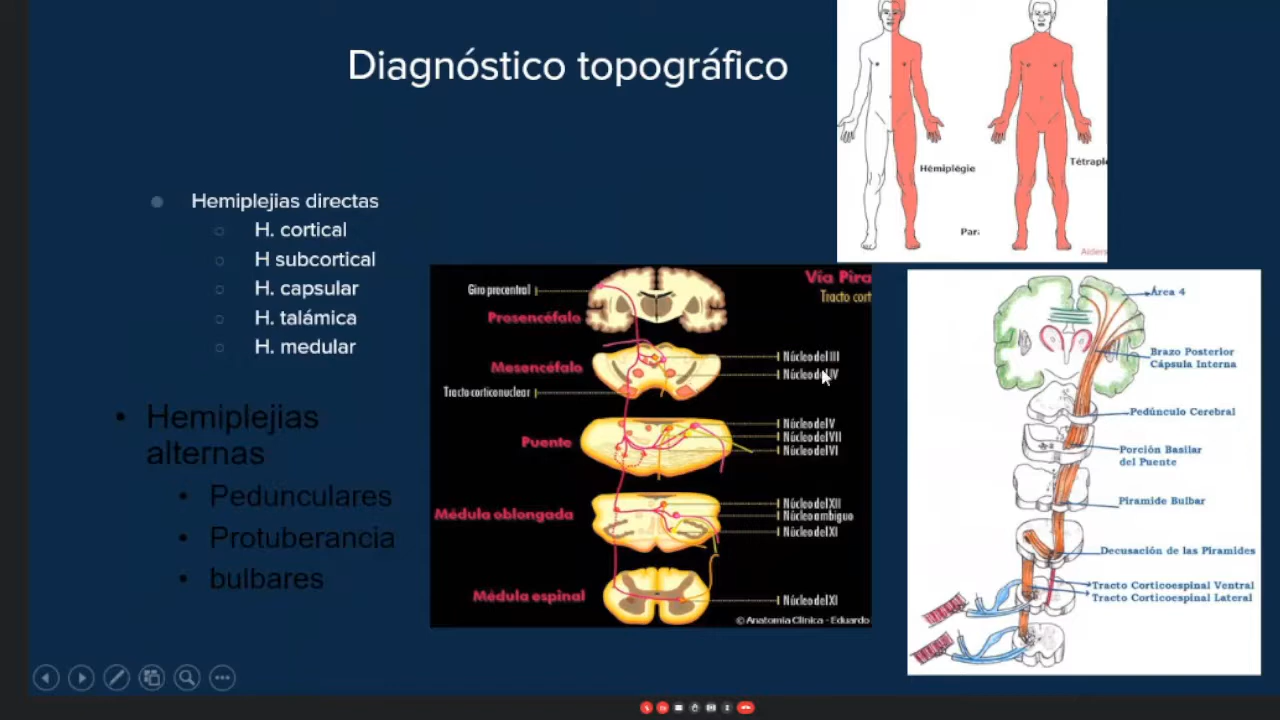 Diagnóstico topográfico
Hemiplejias directas
H. cortical
H subcortical
H. capsular
H. talámica
H. medular
Hemiplejias
alternas
Pedunculares
Protuberancia
bulbares
Hémiplégie
Tétraplé
Para
Alders
Vía Pira
Tracto cort
Giro precentral
Prosencéfalo
Mesencéfalo
Núcleo del III
Núcleo del IV
Tracto corticonuclear
Puente
Núcleo del V
Núcleo del VII
Núcleo del VI
Médula oblongada
Núcleo del XII
Núcleo ambiguo
Núcleo del XI
Médula espinal
Núcleo del XI
© Anatomía Clínica - Eduardo
Área 4
Brazo Posterior
Cápsula Interna
Pedúnculo Cerebral
Porción Basilar
del Puente
Piramide Bulbar
Decusación de las Piramides
Tracto Corticoespinal Ventral
Tracto Corticoespinal Lateral